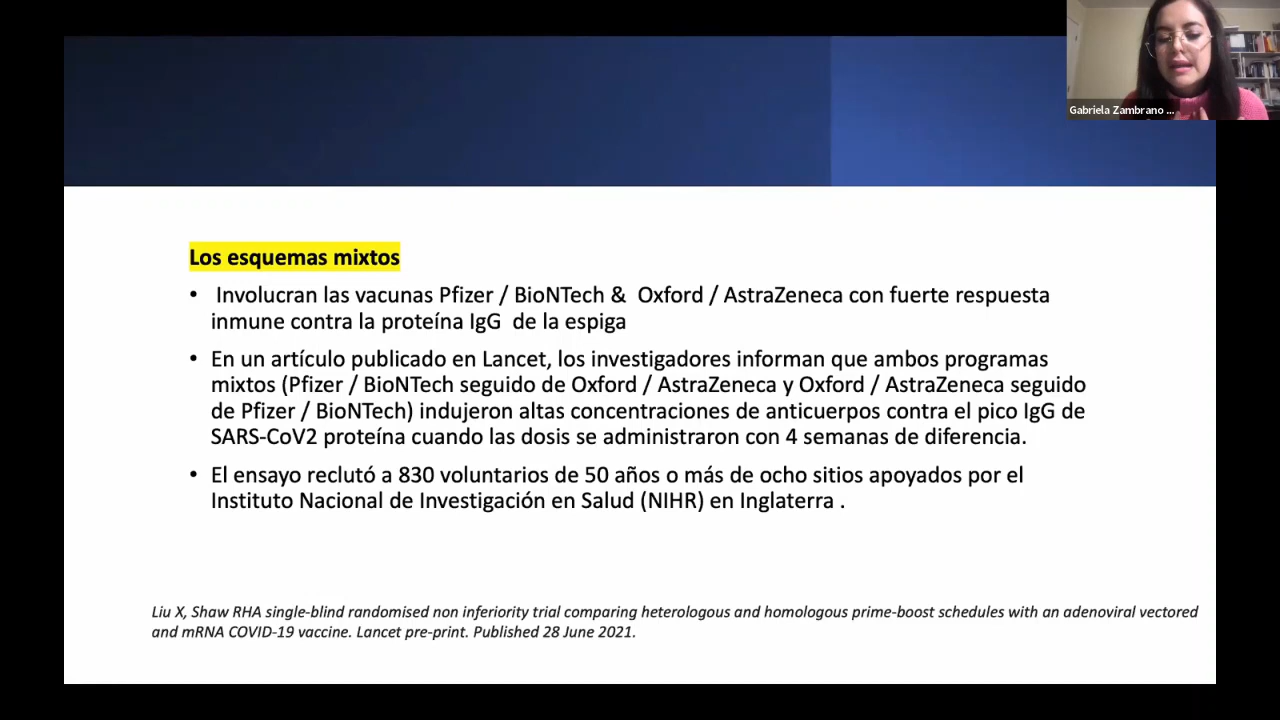 Gabriela Zambrano ...
Los esquemas mixtos
• Involucran las vacunas Pfizer / BioNTech & Oxford / AstraZeneca con fuerte respuesta
inmune contra la proteína IgG de la espiga
• En un artículo publicado en Lancet, los investigadores informan que ambos programas
mixtos (Pfizer / BioNTech seguido de Oxford / AstraZeneca y Oxford / AstraZeneca seguido
de Pfizer / BioNTech) indujeron altas concentraciones de anticuerpos contra el pico IgG de
SARS-CoV2 proteína cuando las dosis se administraron con 4 semanas de diferencia.
• El ensayo reclutó a 830 voluntarios de 50 años o más de ocho sitios apoyados por el
Instituto Nacional de Investigación en Salud (NIHR) en Inglaterra .
Liu X, Shaw RHA single-blind randomised non inferiority trial comparing heterologous and homologous prime-boost schedules with an adenoviral vectored
and mRNA COVID-19 vaccine. Lancet pre-print. Published 28 June 2021.